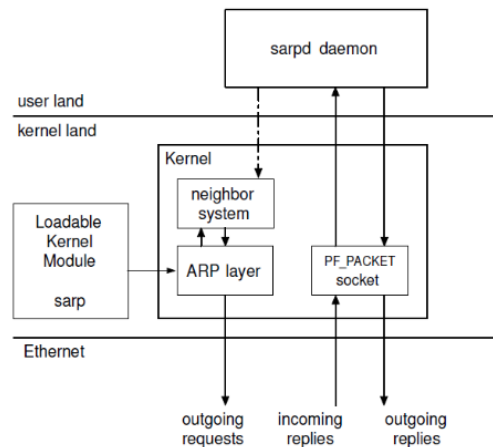 sarpd daemon
user land
kernel land
Kernel
neighbor
system
Loadable
Kernel
Module
sarp
ARP layer
PF_PACKET
socket
Ethernet
outgoing
requests
incoming
replies
outgoing
replies